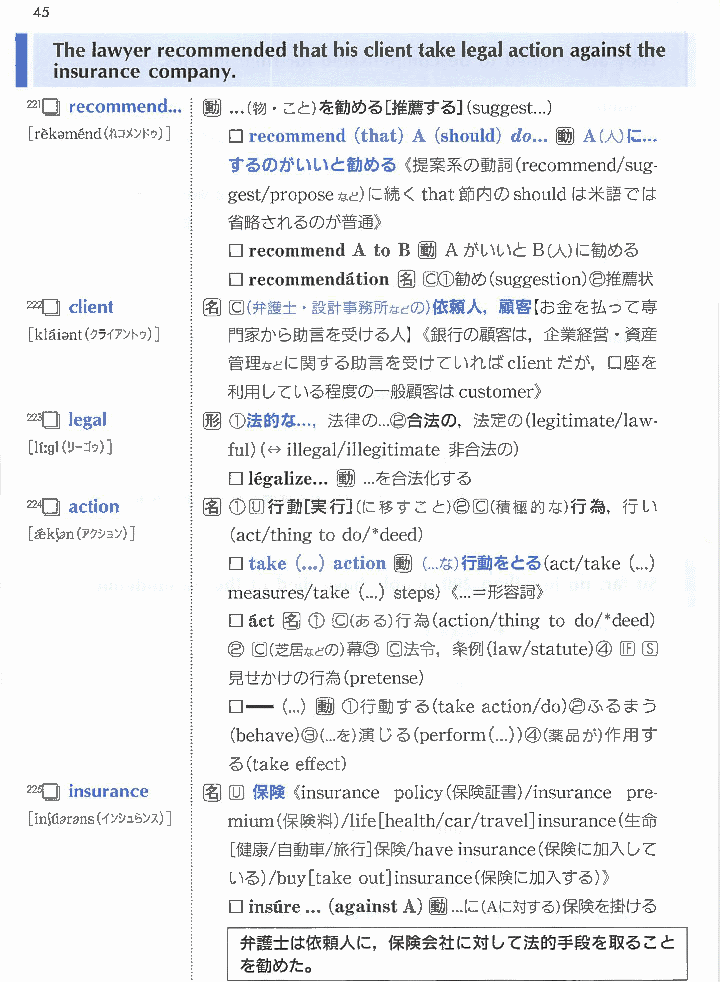 45
The lawyer recommended that his client take legal action against the
insurance company.
221□ recommend... 動 ...(物・こと)を勧める[推薦する](suggest...)
[rèkəménd(ﾚｺﾒﾝﾄﾞｩ)] □ recommend (that) A (should) do... 動 A(人)に...
するのがいいと勧める《提案系の動詞(recommend/sug-
gest/proposeなど)に続く that 節内の should は米語では
省略されるのが普通》
□ recommend A to B 動 A がいいと B(人)に勧める
□ recommendátion 名 Ⓒ①勧め(suggestion)②推薦状
222□ client 名 Ⓒ(弁護士・設計事務所などの)依頼人，顧客【お金を払って専
[kláiənt(ｸﾗｲｱﾝﾄｩ)] 門家から助言を受ける人】《銀行の顧客は，企業経営・資産
管理などに関する助言を受けていれば client だが，口座を
利用している程度の一般顧客は customer》
223□ legal 形 ①法的な...，法律の...②合法の，法定の(legitimate/law-
[líːgl(ﾘｰｺﾞｩ)] ful) (↔ illegal/illegitimate 非合法の)
□ légalize... 動 ...を合法化する
224□ action 名 ①Ⓤ行動[実行](に移すこと)②Ⓒ(積極的な)行為，行い
[ǽkʃən(ｱｸｼｮﾝ)] (act/thing to do/*deed)
□ take (...) action 動 (...な)行動をとる(act/take (...)
measures/take (...) steps)《...=形容詞》
□ áct 名 ① Ⓒ(ある)行為(action/thing to do/*deed)
② Ⓒ(芝居などの)幕③ Ⓒ法令，条例(law/statute)④ Ⓕ Ⓢ
見せかけの行為(pretense)
□━ (...) 動 ①行動する(take action/do)②ふるまう
(behave)③(...を)演じる(perform(...))④(薬品が)作用す
る(take effect)
225□ insurance 名 Ⓤ 保険《insurance policy(保険証書)/insurance pre-
[inʃúərəns(ｲﾝｼｭｪﾗﾝｽ)] mium(保険料)/life[health/car/travel]insurance(生命
[健康/自動車/旅行]保険/have insurance(保険に加入して
いる)/buy[take out]insurance(保険に加入する)》
□ insúre ... (against A) 動 ...に(Aに対する)保険を掛ける
弁護士は依頼人に，保険会社に対して法的手段を取ること
を勧めた。